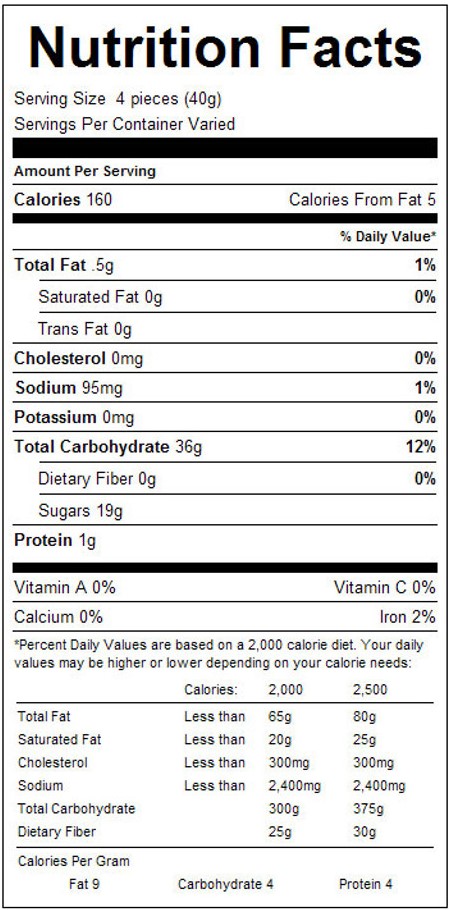 Nutrition Facts
Serving Size 4 pieces (40g)
Servings Per Container Varied
Amount Per Serving
Calories 160 Calories From Fat 5
% Daily Value*
Total Fat .5g 1%
Saturated Fat 0g 0%
Trans Fat 0g
Cholesterol 0mg 0%
Sodium 95mg 1%
Potassium 0mg 0%
Total Carbohydrate 36g 12%
Dietary Fiber 0g 0%
Sugars 19g
Protein 1g
Vitamin A 0% Vitamin C 0%
Calcium 0% Iron 2%
*Percent Daily Values are based on a 2,000 calorie diet. Your daily
values may be higher or lower depending on your calorie needs:
Calories: 2,000 2,500
Total Fat Less than 65g 80g
Saturated Fat Less than 20g 25g
Cholesterol Less than 300mg 300mg
Sodium Less than 2,400mg 2,400mg
Total Carbohydrate 300g 375g
Dietary Fiber 25g 30g
Calories Per Gram
Fat 9 Carbohydrate 4 Protein 4